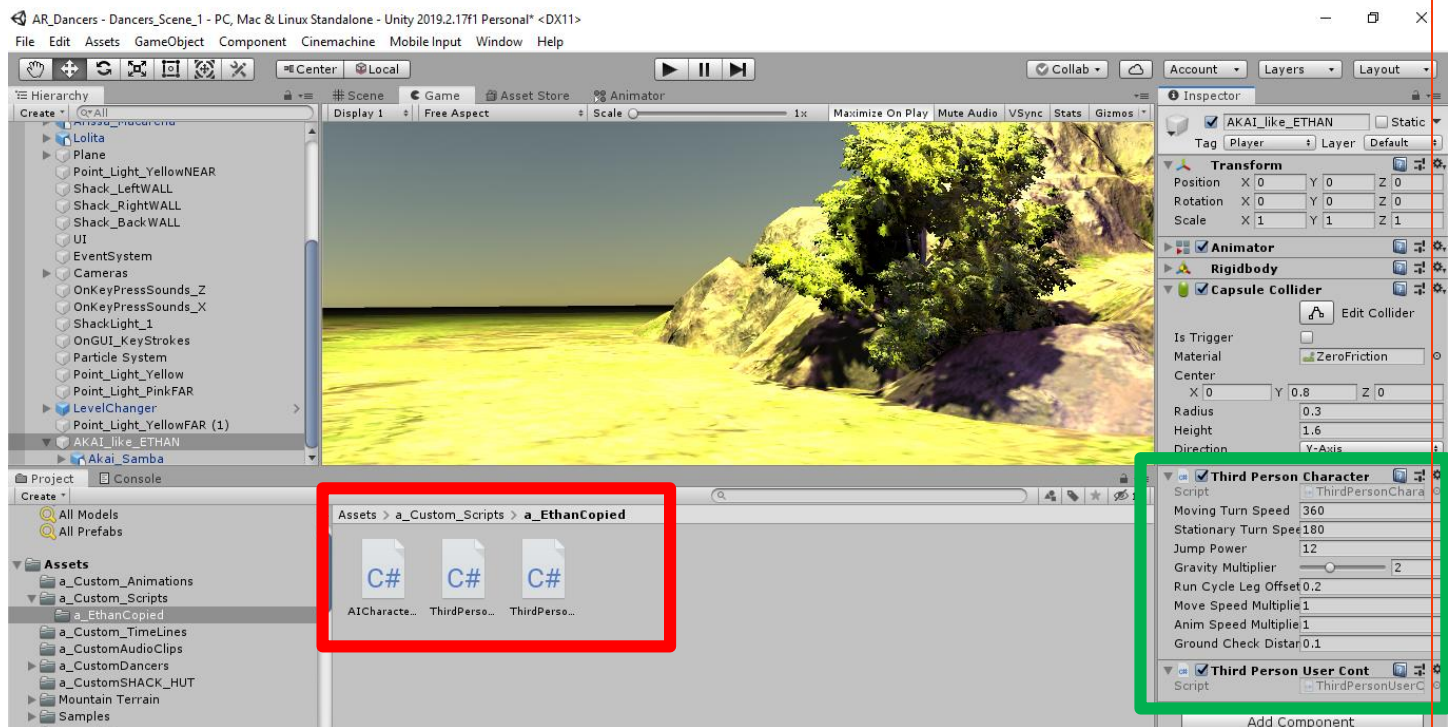 AR_Dancers - Dancers_Scene_1 - PC, Mac & Linux Standalone - Unity 2019.2.17f1 Personal* <DX11>
File Edit Assets GameObject Component Cinemachine Mobile Input Window Help
Center Local Collab Account Layers Layout
Hierarchy
Create All
Lolita
Plane
Point_Light_YellowNEAR
Shack_LeftWALL
Shack_RightWALL
Shack_BackWALL
UI
EventSystem
Cameras
OnKeyPressSounds_Z
OnKeyPressSounds_X
ShackLight_1
OnGUI_KeyStrokes
Particle System
Point_Light_Yellow
Point_Light_PinkFAR
LevelChanger
Point_Light_YellowFAR (1)
AKAI_like_ETHAN
Akai_Samba
Scene Game Asset Store Animator
Display 1 Free Aspect Scale 1x Maximize On Play Mute Audio VSync Stats Gizmos
Inspector
AKAI_like_ETHAN Static
Tag Player Layer Default
Transform
Position X 0 Y 0 Z 0
Rotation X 0 Y 0 Z 0
Scale X 1 Y 1 Z 1
Animator
Rigidbody
Capsule Collider
Edit Collider
Is Trigger
Material ZeroFriction
Center
X 0 Y 0.8 Z 0
Radius 0.3
Height 1.6
Direction Y-Axis
Third Person Character
Script ThirdPersonChara
Moving Turn Speed 360
Stationary Turn Spee 180
Jump Power 12
Gravity Multiplier 2
Run Cycle Leg Offset 0.2
Move Speed Multiplie 1
Anim Speed Multiplie 1
Ground Check Distar 0.1
Third Person User Cont
Script ThirdPersonUserC
Add Component
Project Console
Create
All Models
All Prefabs
Assets
a_Custom_Animations
a_Custom_Scripts
a_EthanCopied
a_Custom_TimeLines
a_CustomAudioClips
a_CustomDancers
a_CustomSHACK_HUT
Mountain Terrain
Samples
Assets > a_Custom_Scripts > a_EthanCopied
C# C# C#
AICharacte... ThirdPerso... ThirdPerso...